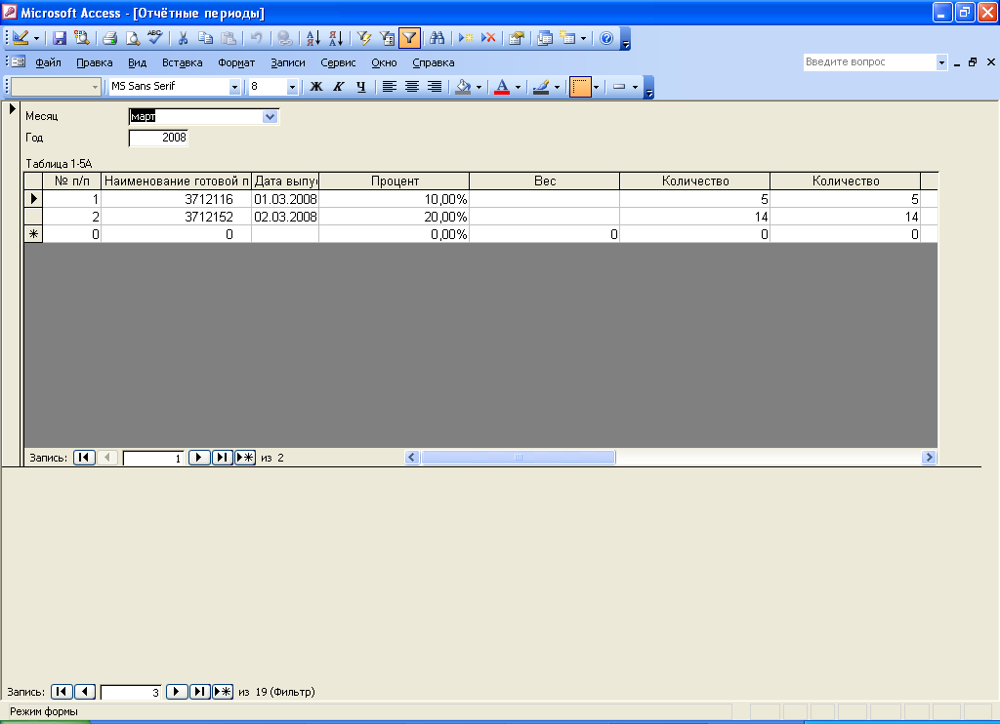 Microsoft Access - [Отчётные периоды]
Файл Правка Вид Вставка Формат Записи Сервис Окно Справка Введите вопрос
MS Sans Serif 8 Ж К Ч
Месяц март
Год 2008
Таблица 1-5А
№ п/п Наименование готовой п Дата выпу Процент Вес Количество Количество
1 3712116 01.03.2008 10,00% 5 5
2 3712152 02.03.2008 20,00% 14 14
0 0 0,00% 0 0 0
Запись: 1 из 2
Запись: 3 из 19 (Фильтр)
Режим формы